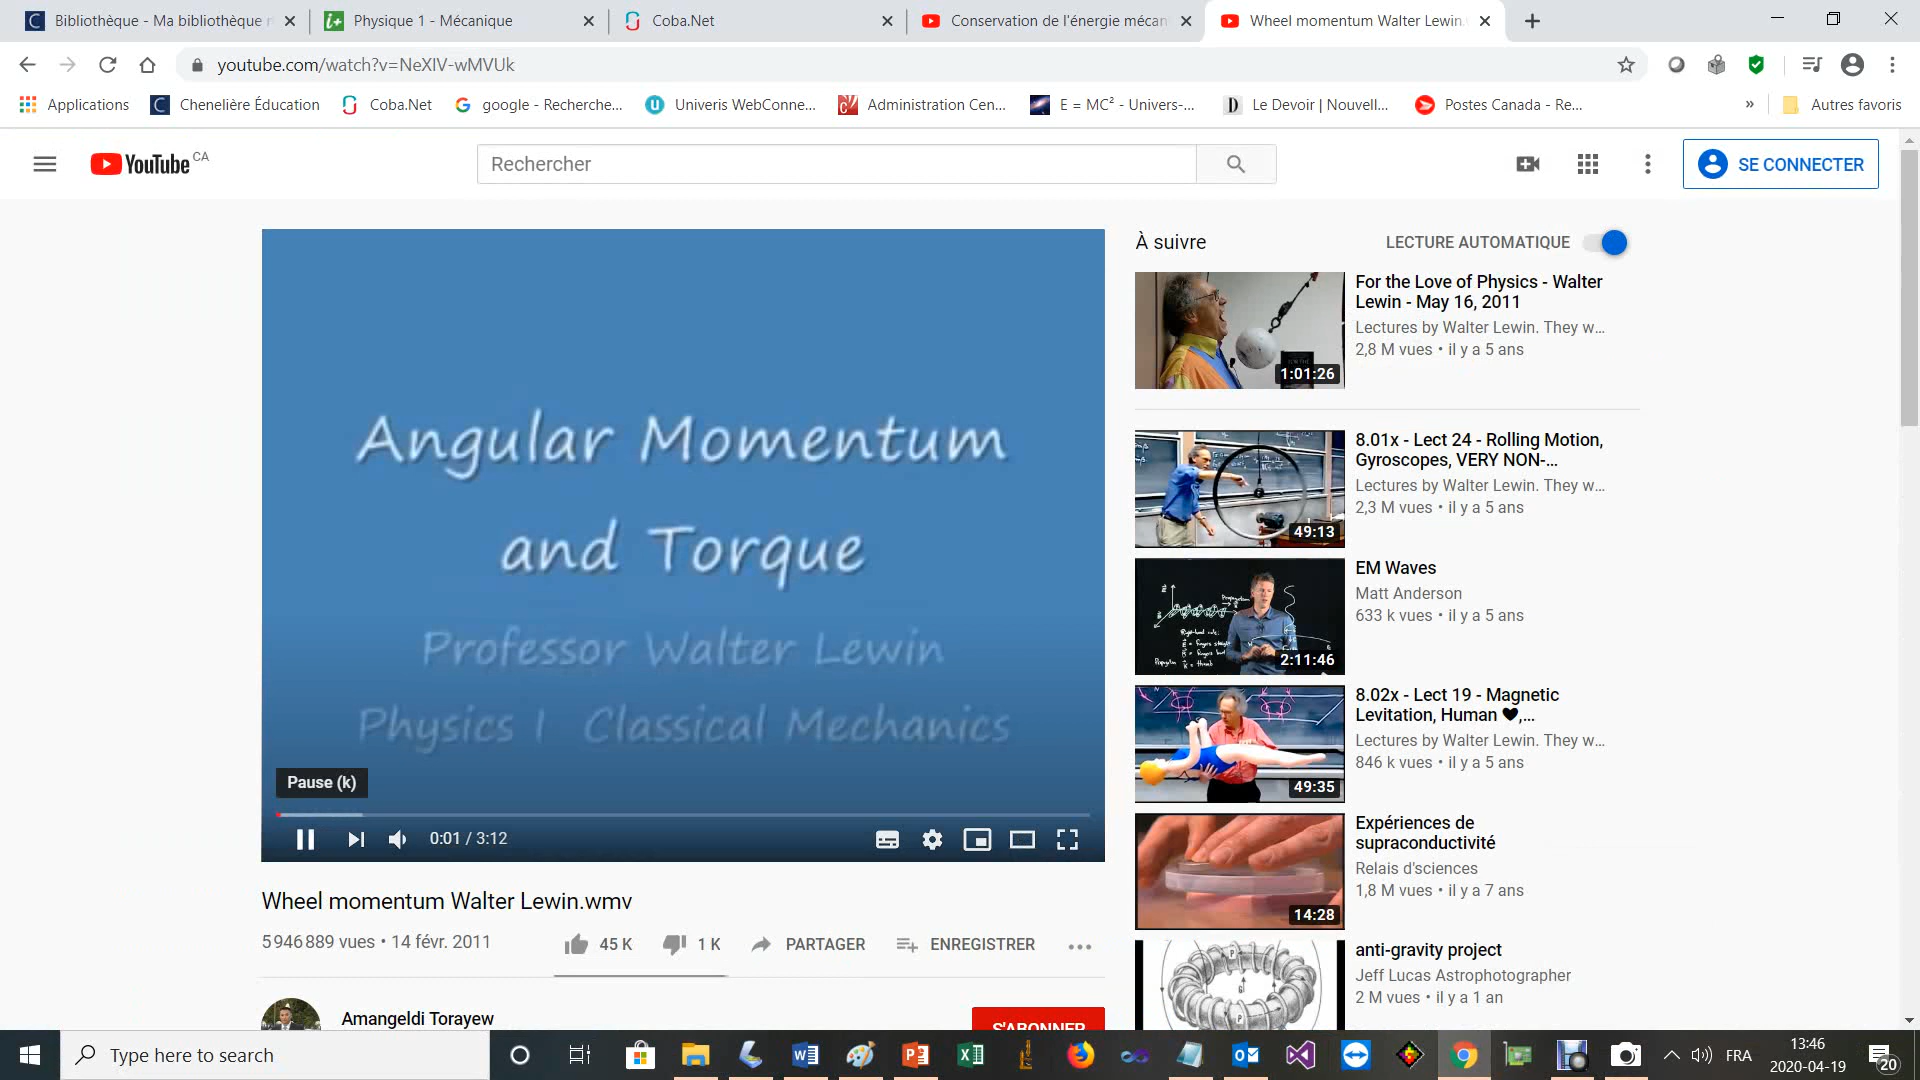 Bibliothèque - Ma bibliothèque
Physique 1 - Mécanique
Coba.Net
Conservation de l'énergie mécan
Wheel momentum Walter Lewin.
youtube.com/watch?v=NeXIV-wMVUk
Applications
Chenelière Éducation
Coba.Net
google - Recherche...
Univeris WebConne...
Administration Cen...
E = MC² - Univers-...
Le Devoir | Nouvell...
Postes Canada - Re...
»
Autres favoris
YouTube CA
Rechercher
SE CONNECTER
Angular Momentum
and Torque
Professor Walter Lewin
Physics I Classical Mechanics
Pause (k)
0:01 / 3:12
Wheel momentum Walter Lewin.wmv
5 946 889 vues • 14 févr. 2011
45 K
1 K
PARTAGER
ENREGISTRER
Amangeldi Torayew
S'ABONNER
À suivre
LECTURE AUTOMATIQUE
For the Love of Physics - Walter
Lewin - May 16, 2011
Lectures by Walter Lewin. They w...
2,8 M vues • il y a 5 ans
1:01:26
8.01x - Lect 24 - Rolling Motion,
Gyroscopes, VERY NON-...
Lectures by Walter Lewin. They w...
2,3 M vues • il y a 5 ans
49:13
EM Waves
Matt Anderson
633 k vues • il y a 5 ans
2:11:46
8.02x - Lect 19 - Magnetic
Levitation, Human ♥,...
Lectures by Walter Lewin. They w...
846 k vues • il y a 5 ans
49:35
Expériences de
supraconductivité
Relais d'sciences
1,8 M vues • il y a 7 ans
14:28
anti-gravity project
Jeff Lucas Astrophotographer
2 M vues • il y a 1 an
Type here to search
FRA
13:46
2020-04-19
20